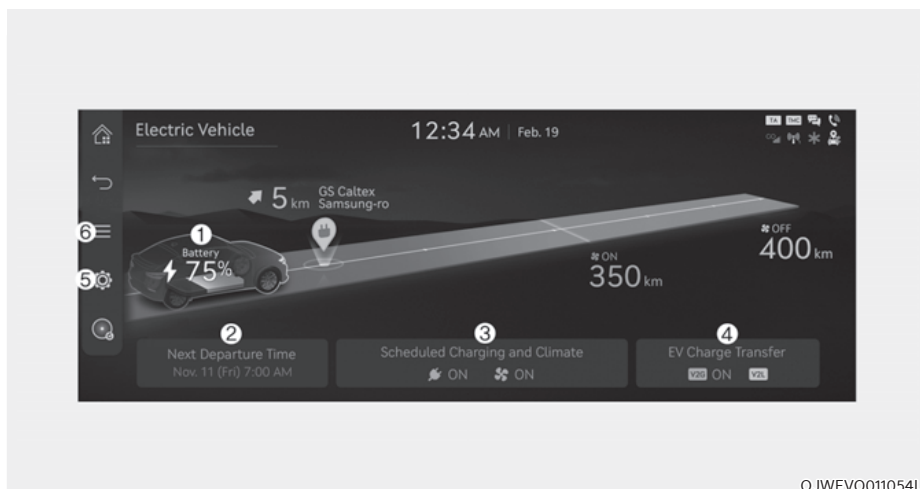 Electric Vehicle
12:34 AM | Feb. 19
TA TMC
5 km GS Caltex
Samsung-ro
6
1
Battery
75%
5
ON
350 km
OFF
400 km
2
Next Departure Time
Nov. 11 (Fri) 7:00 AM
3
Scheduled Charging and Climate
ON ON
4
EV Charge Transfer
V2G ON V2L